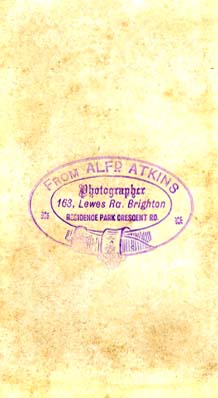 FROM ALFD. ATKINS
Photographer
163, Lewes Rd. Brighton
RESIDENCE PARK CRESCENT RD.